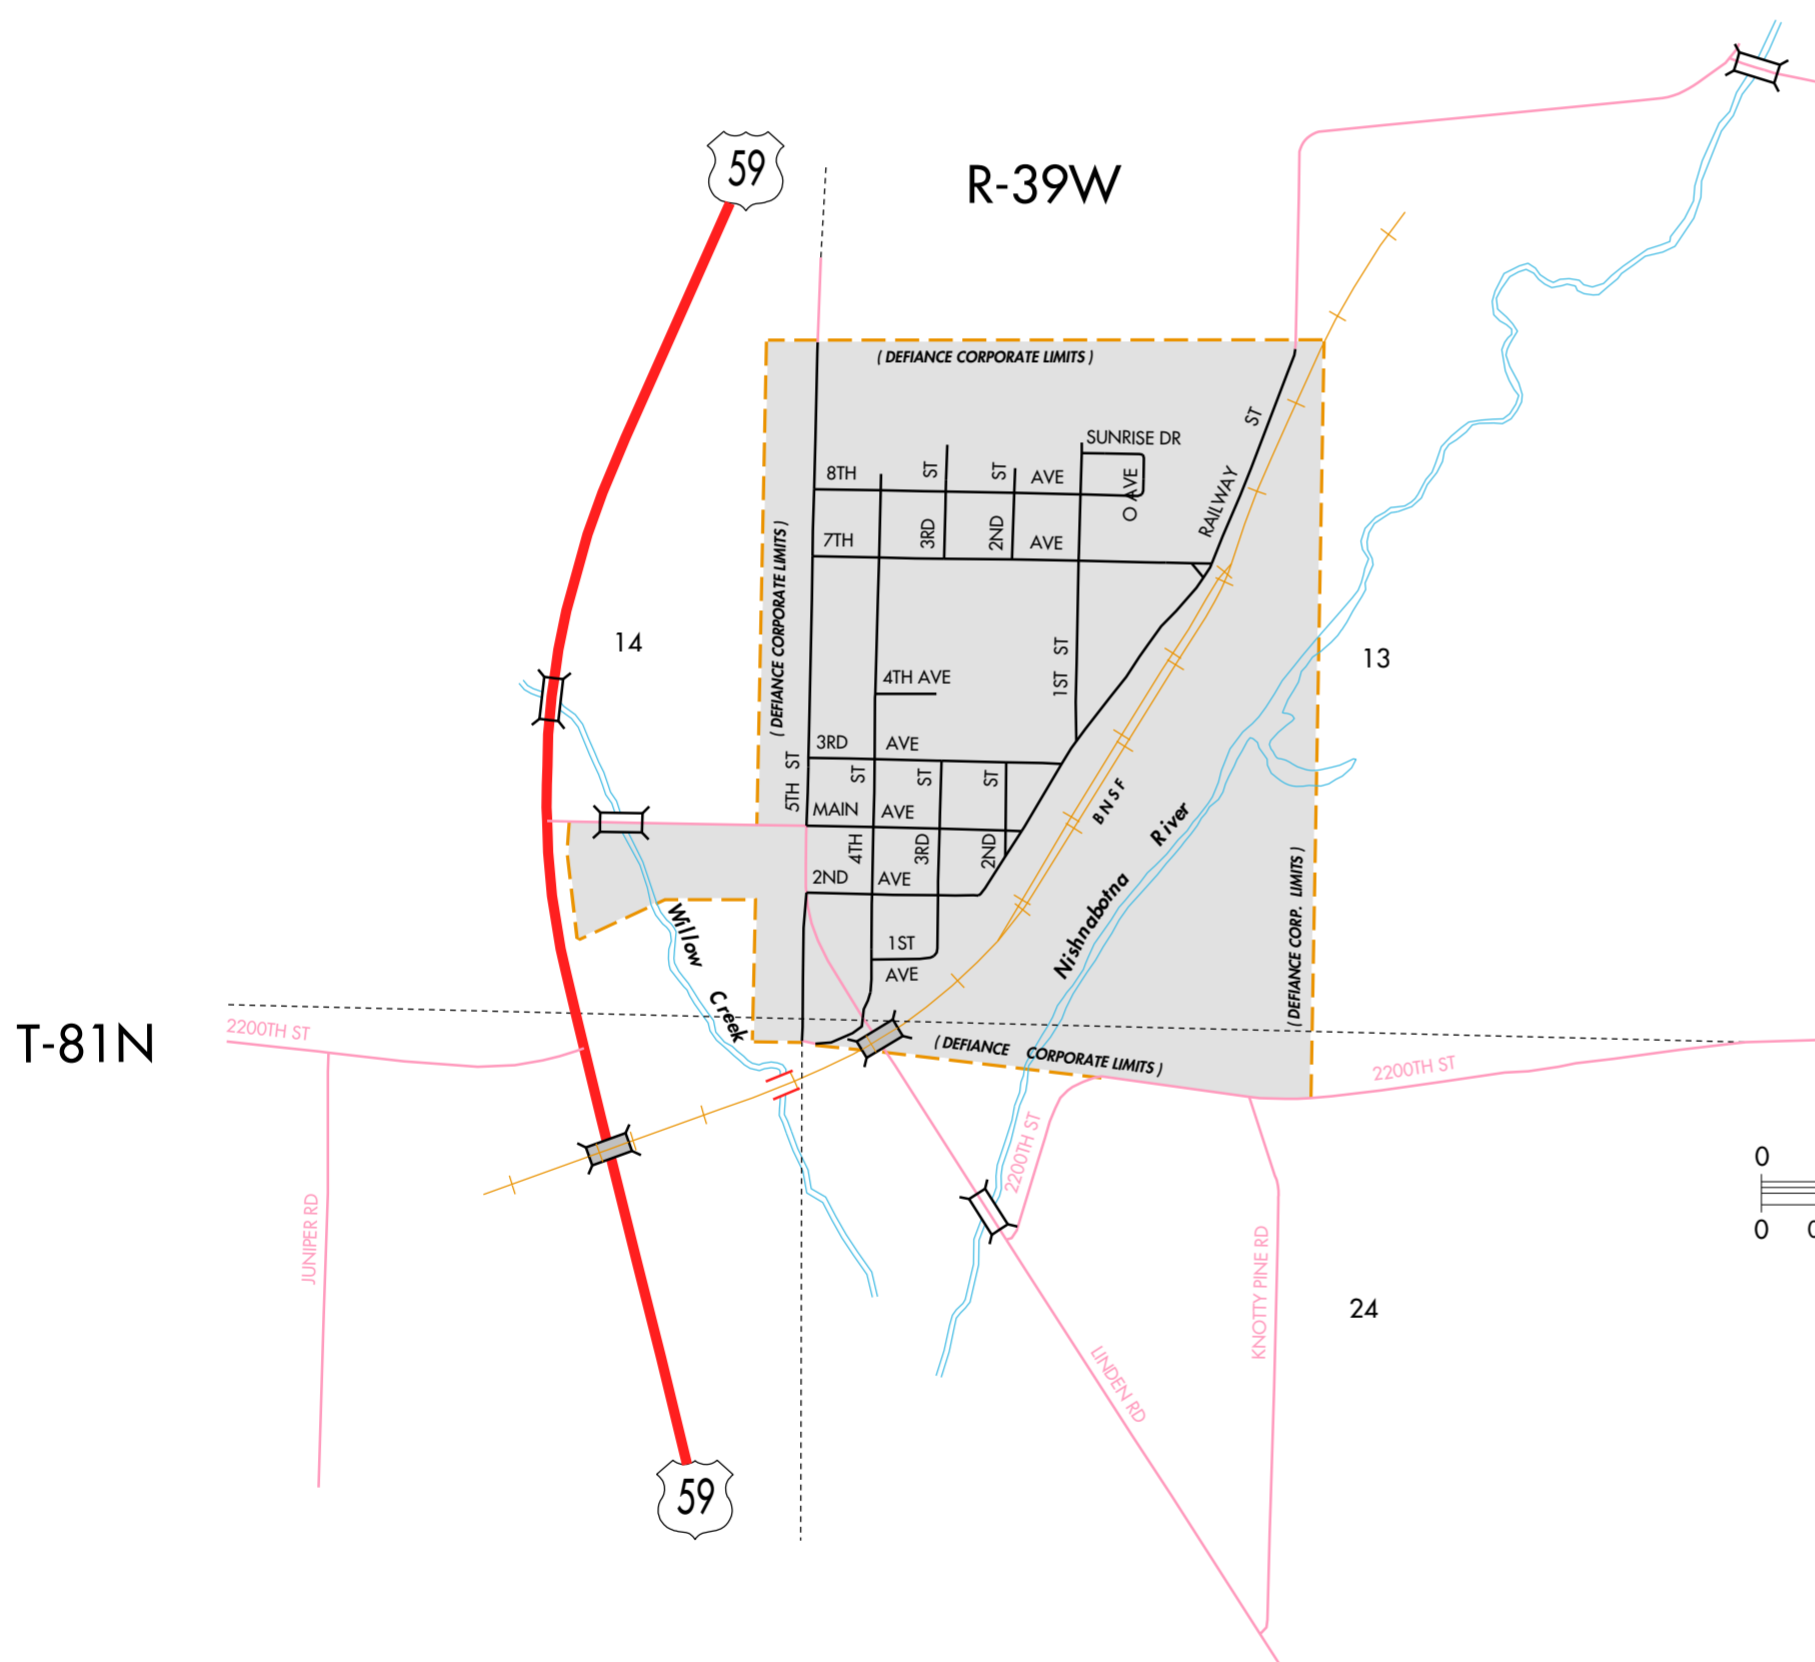 59
R-39W
( DEFIANCE CORPORATE LIMITS )
SUNRISE DR
8TH ST ST AVE
O AVE
RAILWAY ST
7TH 3RD 2ND AVE
( DEFIANCE CORPORATE LIMITS )
14
13
1ST ST
4TH AVE
3RD AVE
5TH ST
ST ST ST
MAIN AVE
4TH 3RD 2ND
2ND AVE
BNSF
Nishnabotna River
( DEFIANCE CORP. LIMITS )
Willow Creek
1ST
AVE
T-81N
2200TH ST
( DEFIANCE CORPORATE LIMITS )
2200TH ST
2200TH ST
JUNIPER RD
KNOTTY PINE RD
LINDEN RD
24
0
0
59